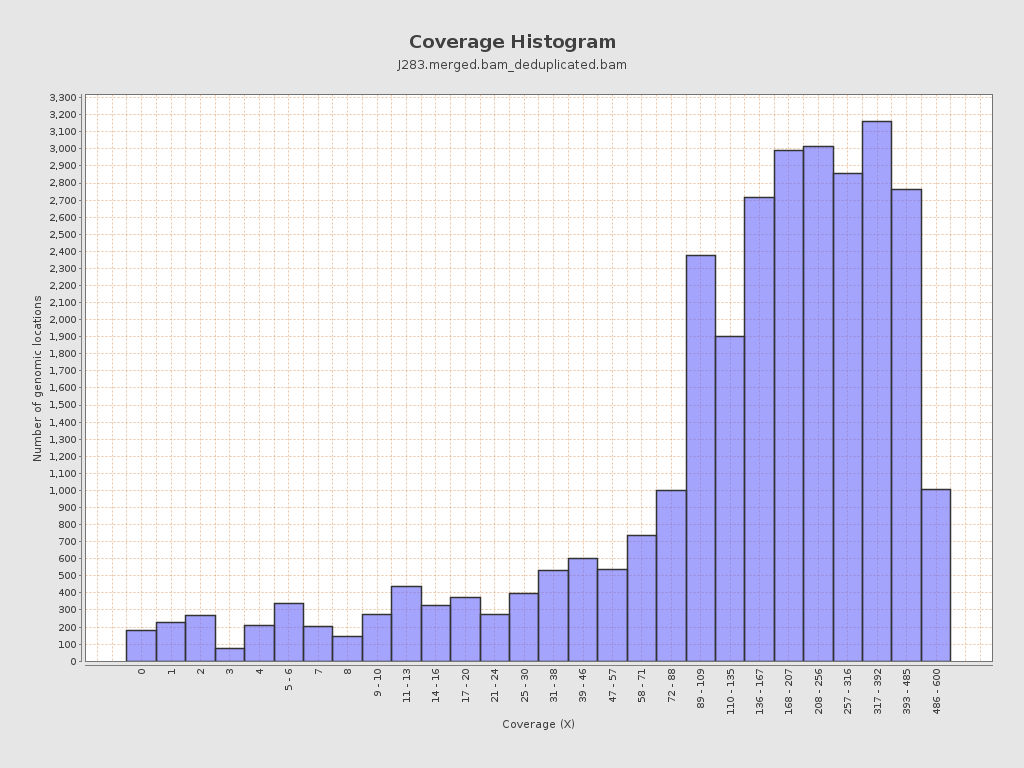 Coverage Histogram
J283.merged.bam_deduplicated.bam
3,300
3,200
3,100
3,000
2,900
2,800
2,700
2,600
2,500
2,400
2,300
2,200
2,100
2,000
1,900
1,800
1,700
1,600
1,500
1,400
1,300
1,200
1,100
1,000
900
800
700
600
500
400
300
200
100
0
Number of genomic locations
0
1
2
3
4
5 - 6
7
8
9 - 10
11 - 13
14 - 16
17 - 20
21 - 24
25 - 30
31 - 38
39 - 46
47 - 57
58 - 71
72 - 88
89 - 109
110 - 135
136 - 167
168 - 207
208 - 256
257 - 316
317 - 392
393 - 485
486 - 600
Coverage (X)